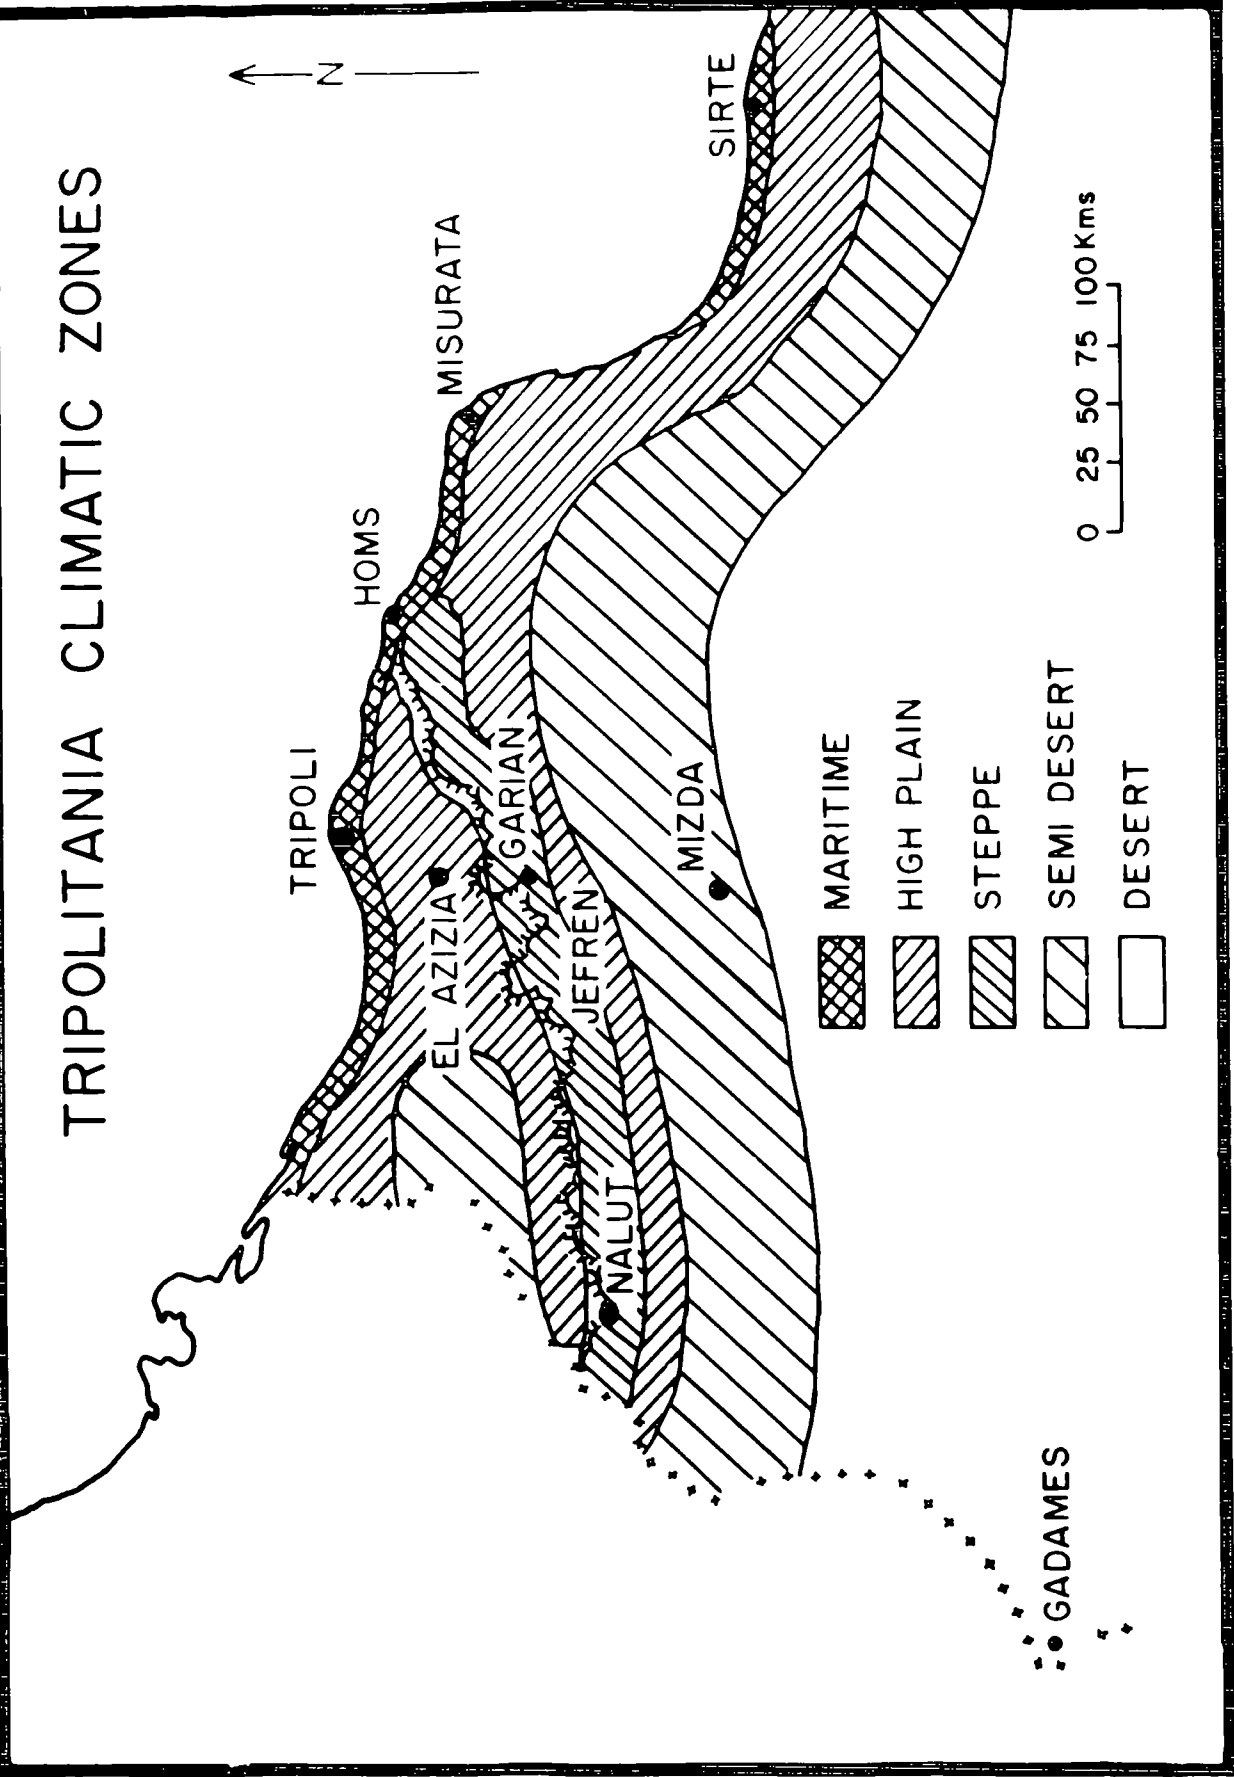 TRIPOLITANIA CLIMATIC ZONES
N
TRIPOLI
HOMS
MISURATA
SIRTE
EL AZIZIA
GARIAN
JEFREN
NALUT
MIZDA
GADAMES
MARITIME
HIGH PLAIN
STEPPE
SEMI DESERT
DESERT
0 25 50 75 100 Kms